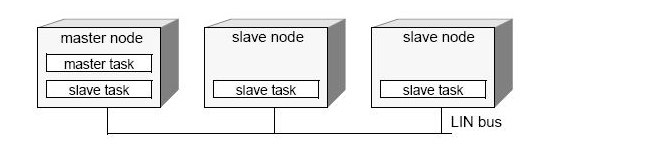 master node
master task
slave task
slave node
slave task
slave node
slave task
LIN bus